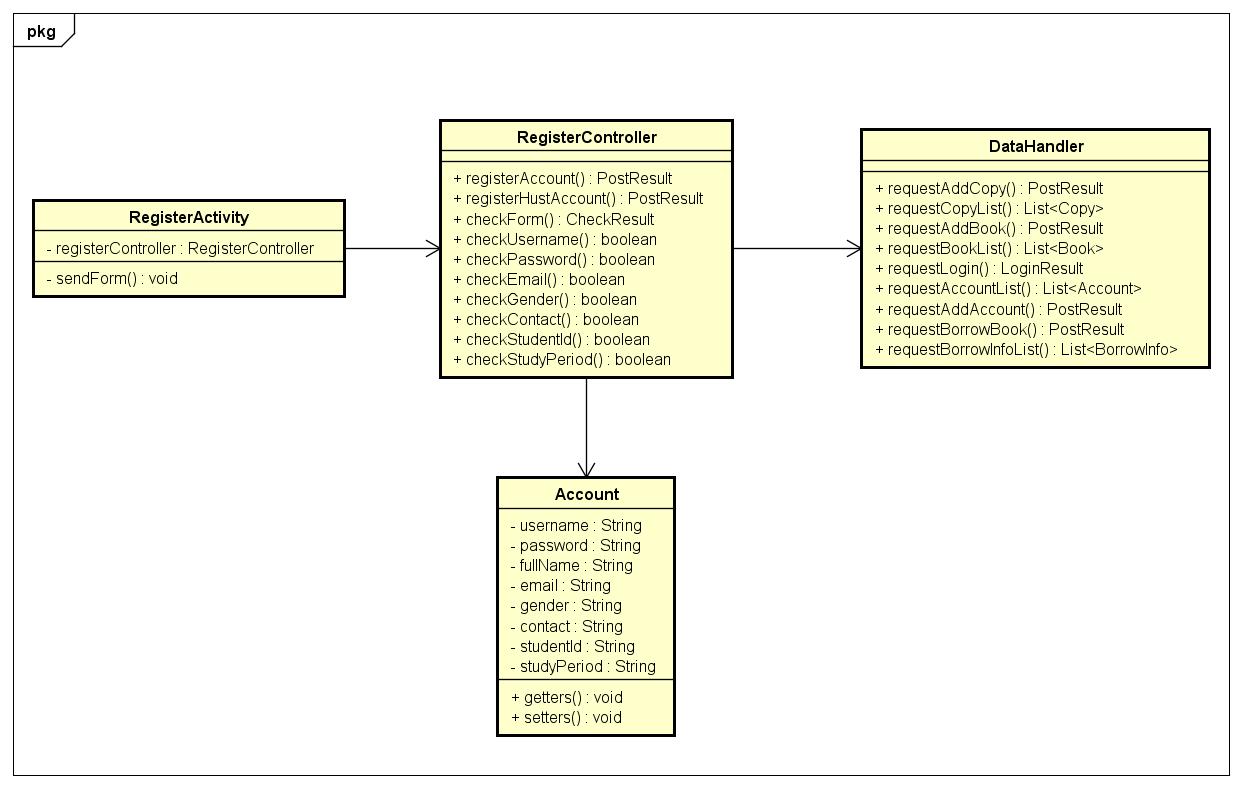 pkg
RegisterActivity
- registerController : RegisterController
- sendForm() : void
RegisterController
+ registerAccount() : PostResult
+ registerHustAccount() : PostResult
+ checkForm() : CheckResult
+ checkUsername() : boolean
+ checkPassword() : boolean
+ checkEmail() : boolean
+ checkGender() : boolean
+ checkContact() : boolean
+ checkStudentId() : boolean
+ checkStudyPeriod() : boolean
DataHandler
+ requestAddCopy() : PostResult
+ requestCopyList() : List<Copy>
+ requestAddBook() : PostResult
+ requestBookList() : List<Book>
+ requestLogin() : LoginResult
+ requestAccountList() : List<Account>
+ requestAddAccount() : PostResult
+ requestBorrowBook() : PostResult
+ requestBorrowInfoList() : List<BorrowInfo>
Account
- username : String
- password : String
- fullName : String
- email : String
- gender : String
- contact : String
- studentId : String
- studyPeriod : String
+ getters() : void
+ setters() : void